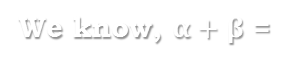 We know, α + β =